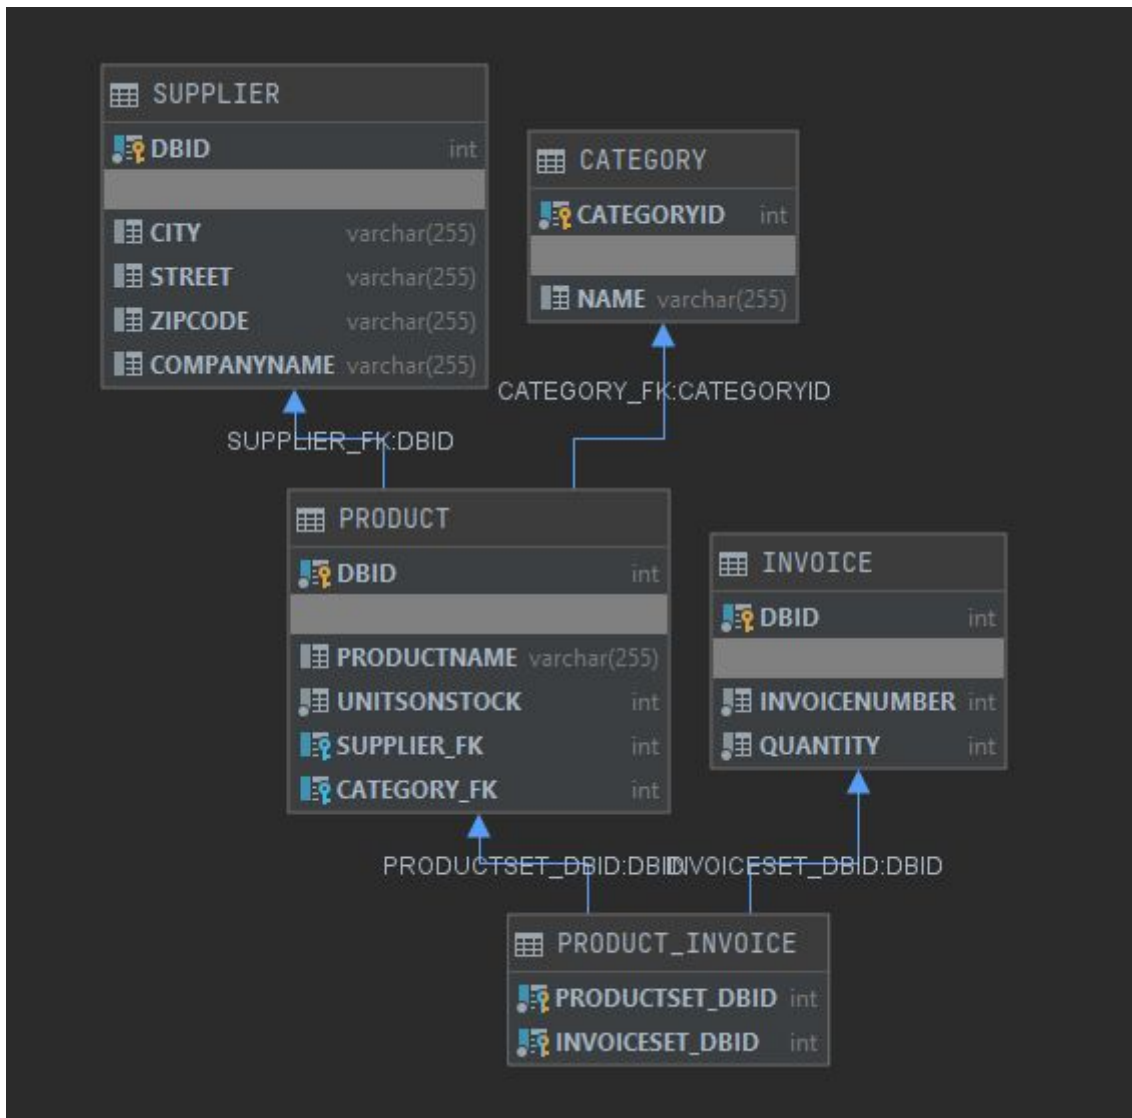 SUPPLIER
DBID int
CITY varchar(255)
STREET varchar(255)
ZIPCODE varchar(255)
COMPANYNAME varchar(255)
CATEGORY
CATEGORYID int
NAME varchar(255)
CATEGORY_FK:CATEGORYID
SUPPLIER_FK:DBID
PRODUCT
DBID int
PRODUCTNAME varchar(255)
UNITSONSTOCK int
SUPPLIER_FK int
CATEGORY_FK int
INVOICE
DBID int
INVOICENUMBER int
QUANTITY int
PRODUCTSET_DBID:DBID
INVOICESET_DBID:DBID
PRODUCT_INVOICE
PRODUCTSET_DBID int
INVOICESET_DBID int